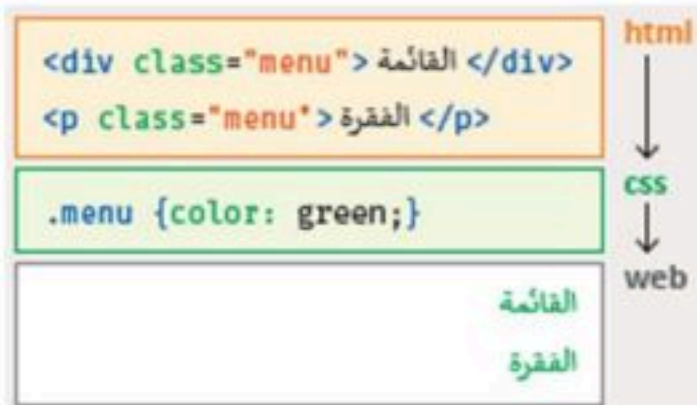 <div class="menu"> القائمة </div>
<p class="menu"> الفقرة </p>
.menu {color: green;}
القائمة
الفقرة
html
css
web